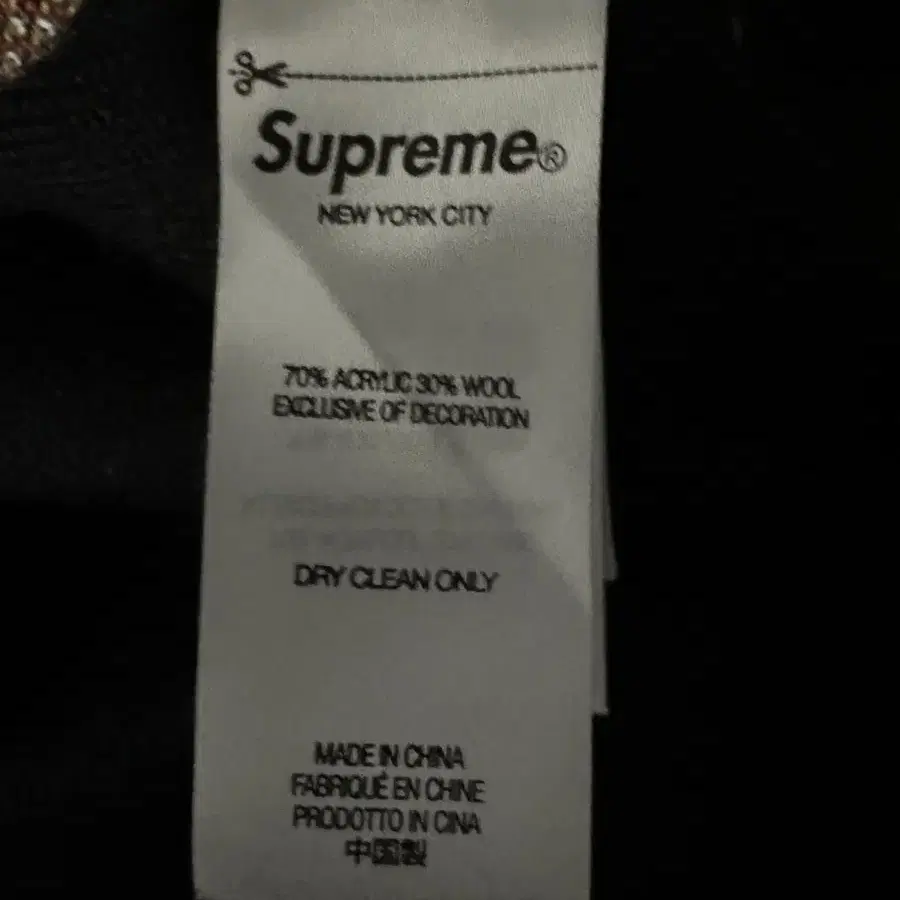 Supreme®
NEW YORK CITY
70% ACRYLIC 30% WOOL
EXCLUSIVE OF DECORATION
DRY CLEAN ONLY
MADE IN CHINA
FABRIQUÉ EN CHINE
PRODOTTO IN CINA
中国製